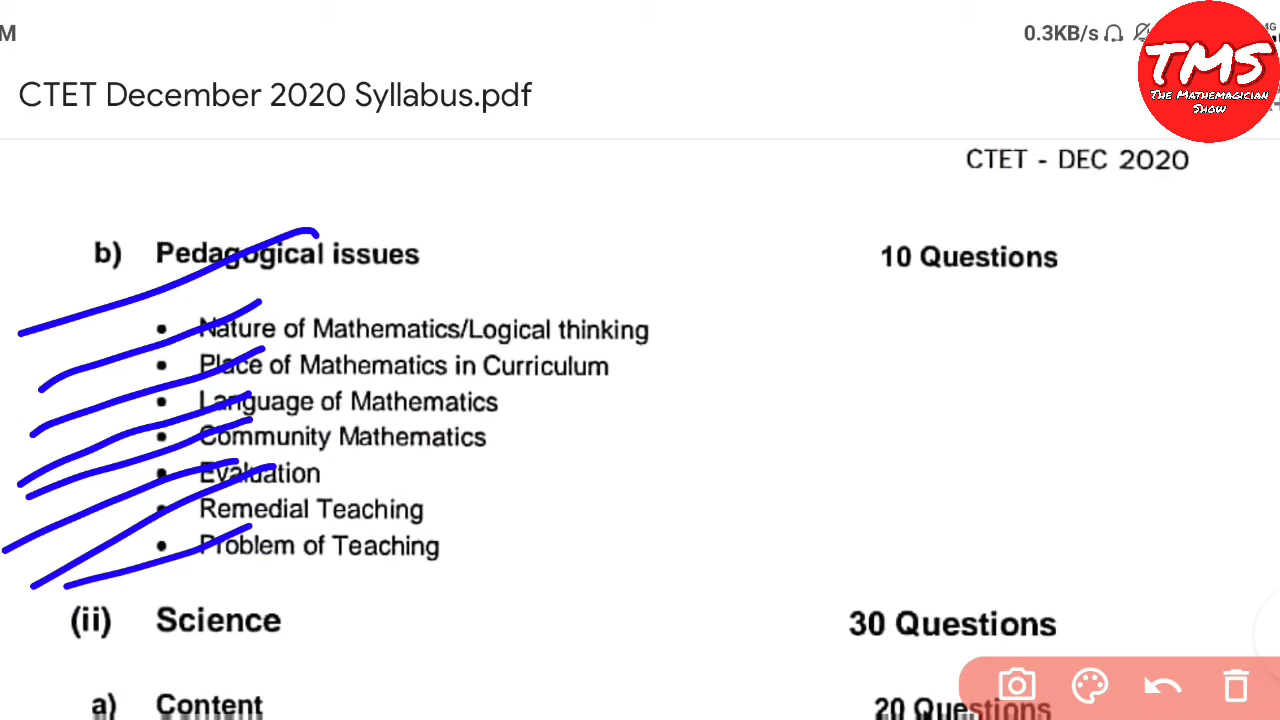 M
0.3KB/s
4G
TMS
The Mathemagician
Show
CTET December 2020 Syllabus.pdf
CTET - DEC 2020
b) Pedagogical issues 10 Questions
• Nature of Mathematics/Logical thinking
• Place of Mathematics in Curriculum
• Language of Mathematics
• Community Mathematics
• Evaluation
• Remedial Teaching
• Problem of Teaching
(ii) Science 30 Questions
a) Content 20 Questions